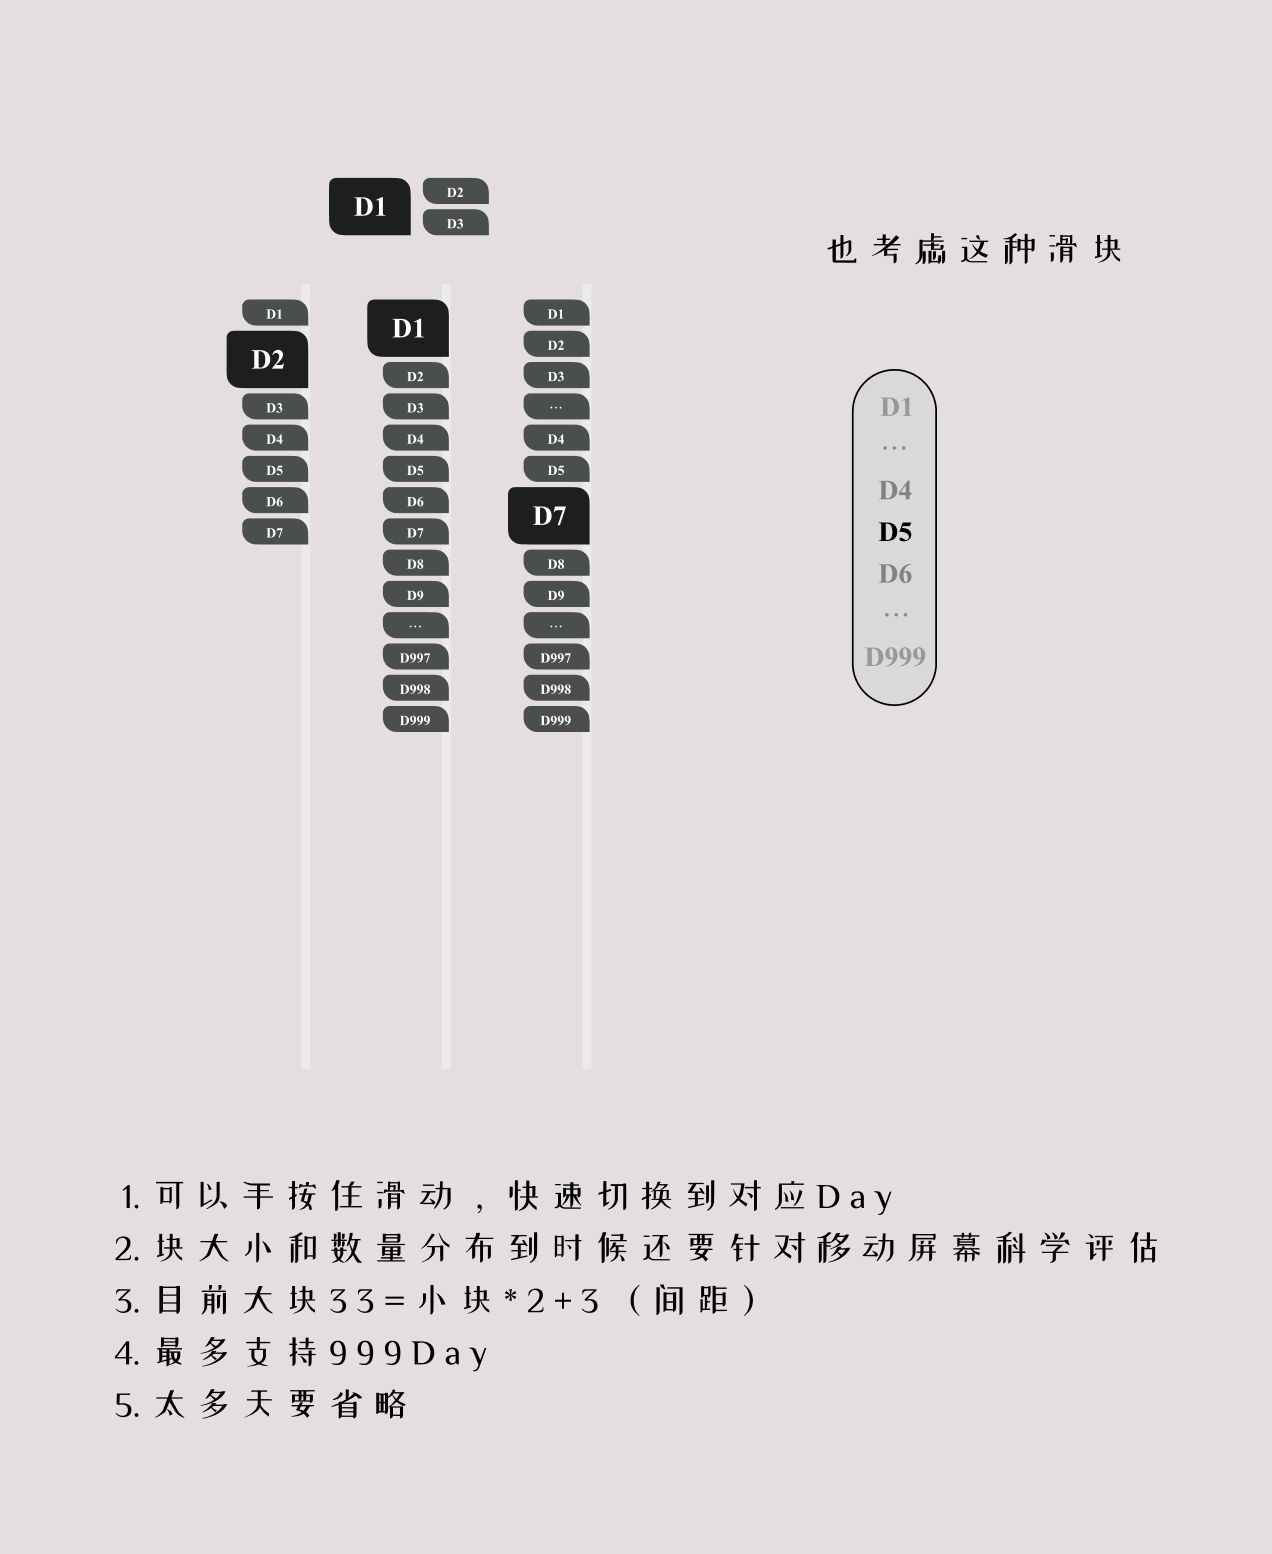 D1
D2
D3
也考虑这种滑块
D1
D2
D3
D4
D5
D6
D7
D1
D2
D3
D4
D5
D6
D7
D8
D9
...
D997
D998
D999
D1
D2
D3
...
D4
D5
D7
D8
D9
...
D997
D998
D999
D1
...
D4
D5
D6
...
D999
1. 可以手按住滑动，快速切换到对应Day
2. 块大小和数量分布到时候还要针对移动屏幕科学评估
3. 目前大块33=小块*2+3（间距）
4. 最多支持999Day
5. 太多天要省略